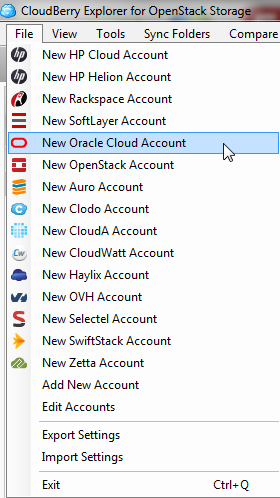 CloudBerry Explorer for OpenStack Storage
File View Tools Sync Folders Compare
hp New HP Cloud Account
hp New HP Helion Account
New Rackspace Account
New SoftLayer Account
New Oracle Cloud Account
New OpenStack Account
New Auro Account
New Clodo Account
New CloudA Account
Cw New CloudWatt Account
New Haylix Account
New OVH Account
New Selectel Account
New SwiftStack Account
New Zetta Account
Add New Account
Edit Accounts
Export Settings
Import Settings
Exit Ctrl+Q